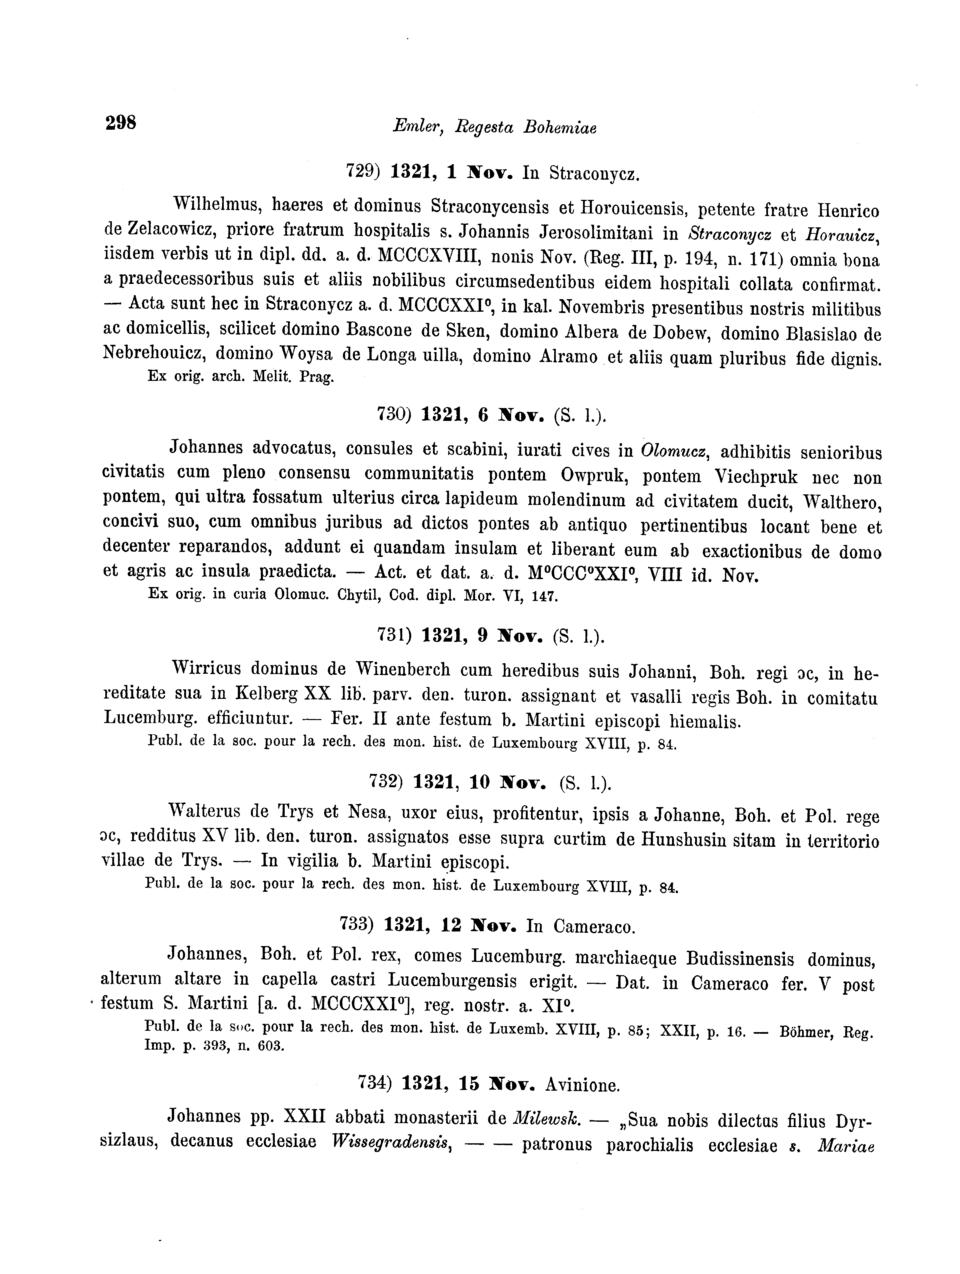 298
Emler, Regesta Bohemiae
729) 1321, 1 Nov. In Straconycz.
Wilhelmus, haeres et dominus Straconycensis et Horouicensis, petente fratre Henrico
de Zelacowicz, priore fratrum hospitalis s. Johannis Jerosolimitani in Straconycz et Horauicz,
iisdem verbis ut in dipl. dd. a. d. MCCCXVIII, nonis Nov. (Reg. III, p. 194, n. 171) omnia bona
a praedecessoribus suis et aliis nobilibus circumsedentibus eidem hospitali collata confirmat.
— Acta sunt hec in Straconycz a. d. MCCCXXI⁰, in kal. Novembris presentibus nostris militibus
ac domicellis, scilicet domino Bascone de Sken, domino Albera de Dobew, domino Blasislao de
Nebrehouicz, domino Woysa de Longa uilla, domino Alramo et aliis quam pluribus fide dignis.
Ex orig. arch. Melit. Prag.
730) 1321, 6 Nov. (S. l.).
Johannes advocatus, consules et scabini, iurati cives in Olomucz, adhibitis senioribus
civitatis cum pleno consensu communitatis pontem Owpruk, pontem Viechpruk nec non
pontem, qui ultra fossatum ulterius circa lapideum molendinum ad civitatem ducit, Walthero,
concivi suo, cum omnibus juribus ad dictos pontes ab antiquo pertinentibus locant bene et
decenter reparandos, addunt ei quandam insulam et liberant eum ab exactionibus de domo
et agris ac insula praedicta. — Act. et dat. a. d. M⁰CCC⁰XXI⁰, VIII id. Nov.
Ex orig. in curia Olomuc. Chytil, Cod. dipl. Mor. VI, 147.
731) 1321, 9 Nov. (S. l.).
Wirricus dominus de Winenberch cum heredibus suis Johanni, Boh. regi ɔc, in he-
reditate sua in Kelberg XX lib. parv. den. turon. assignant et vasalli regis Boh. in comitatu
Lucemburg. efficiuntur. — Fer. II ante festum b. Martini episcopi hiemalis.
Publ. de la soc. pour la rech. des mon. hist. de Luxembourg XVIII, p. 84.
732) 1321, 10 Nov. (S. l.).
Walterus de Trys et Nesa, uxor eius, profitentur, ipsis a Johanne, Boh. et Pol. rege
ɔc, redditus XV lib. den. turon. assignatos esse supra curtim de Hunshusin sitam in territorio
villae de Trys. — In vigilia b. Martini episcopi.
Publ. de la soc. pour la rech. des mon. hist. de Luxembourg XVIII, p. 84.
733) 1321, 12 Nov. In Cameraco.
Johannes, Boh. et Pol. rex, comes Lucemburg. marchiaeque Budissinensis dominus,
alterum altare in capella castri Lucemburgensis erigit. — Dat. in Cameraco fer. V post
festum S. Martini [a. d. MCCCXXI⁰], reg. nostr. a. XI⁰.
Publ. de la soc. pour la rech. des mon. hist. de Luxemb. XVIII, p. 85; XXII, p. 16. — Böhmer, Reg.
Imp. p. 393, n. 603.
734) 1321, 15 Nov. Avinione.
Johannes pp. XXII abbati monasterii de Milewsk. — „Sua nobis dilectus filius Dyr-
sizlaus, decanus ecclesiae Wissegradensis, — — patronus parochialis ecclesiae s. Mariae